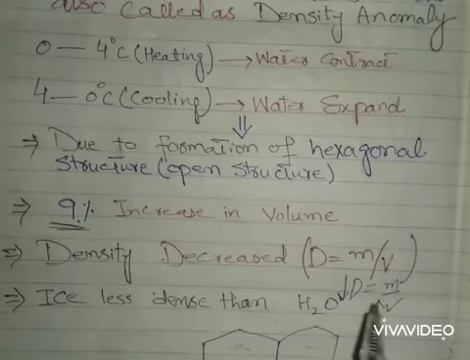 also called as Density Anomaly
0 — 4°C (Heating) → Water Contract
4 — 0°C (Cooling) → Water Expand
⇓
⇒ Due to formation of hexagonal
Structure (open structure)
⇒ 9% Increase in Volume
⇒ Density Decreased (D = m/V)
⇒ Ice less dense than H₂O ↓D = m
VIVAVIDEO